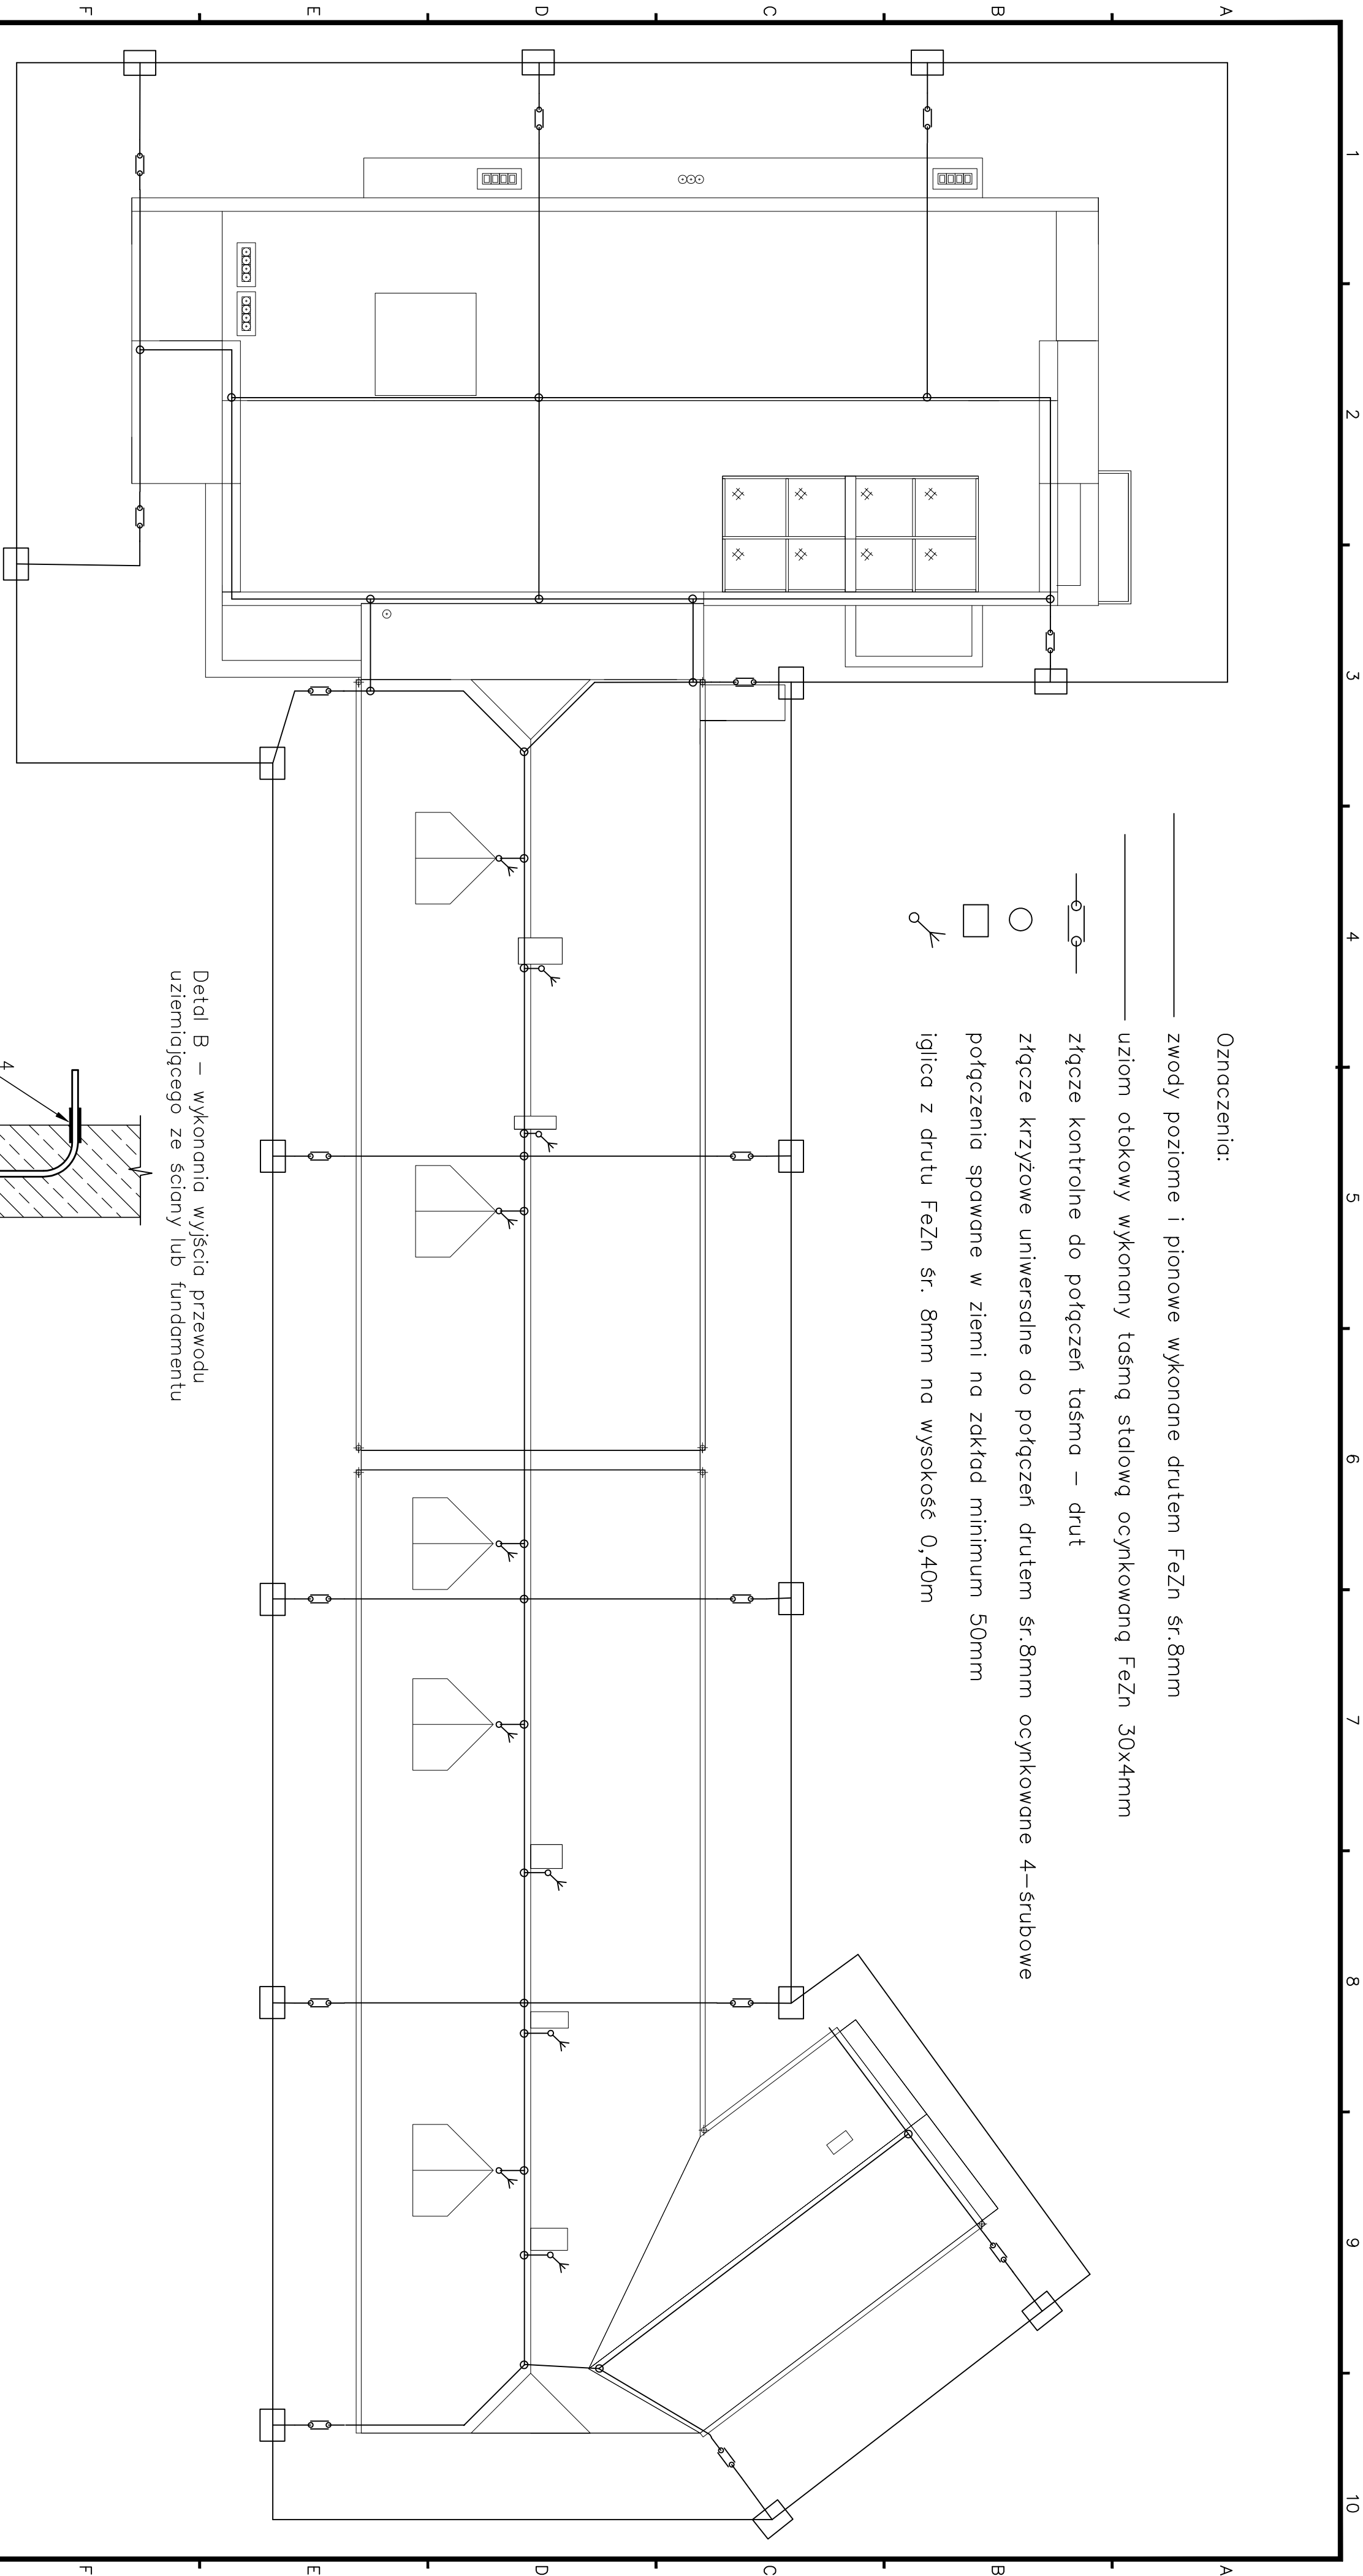 1
2
3
4
5
6
7
8
9
10
A
B
C
D
E
F
A
B
C
D
E
F
Oznaczenia:
zwody poziome i pionowe wykonane drutem FeZn śr.8mm
uziom otokowy wykonany taśmą stalową ocynkowaną FeZn 30x4mm
złącze kontrolne do połączeń taśma – drut
złącze krzyżowe uniwersalne do połączeń drutem śr.8mm ocynkowane 4–śrubowe
połączenia spawane w ziemi na zakład minimum 50mm
iglica z drutu FeZn śr. 8mm na wysokość 0,40m
Detal B – wykonania wyjścia przewodu
uziemiającego ze ściany lub fundamentu
4